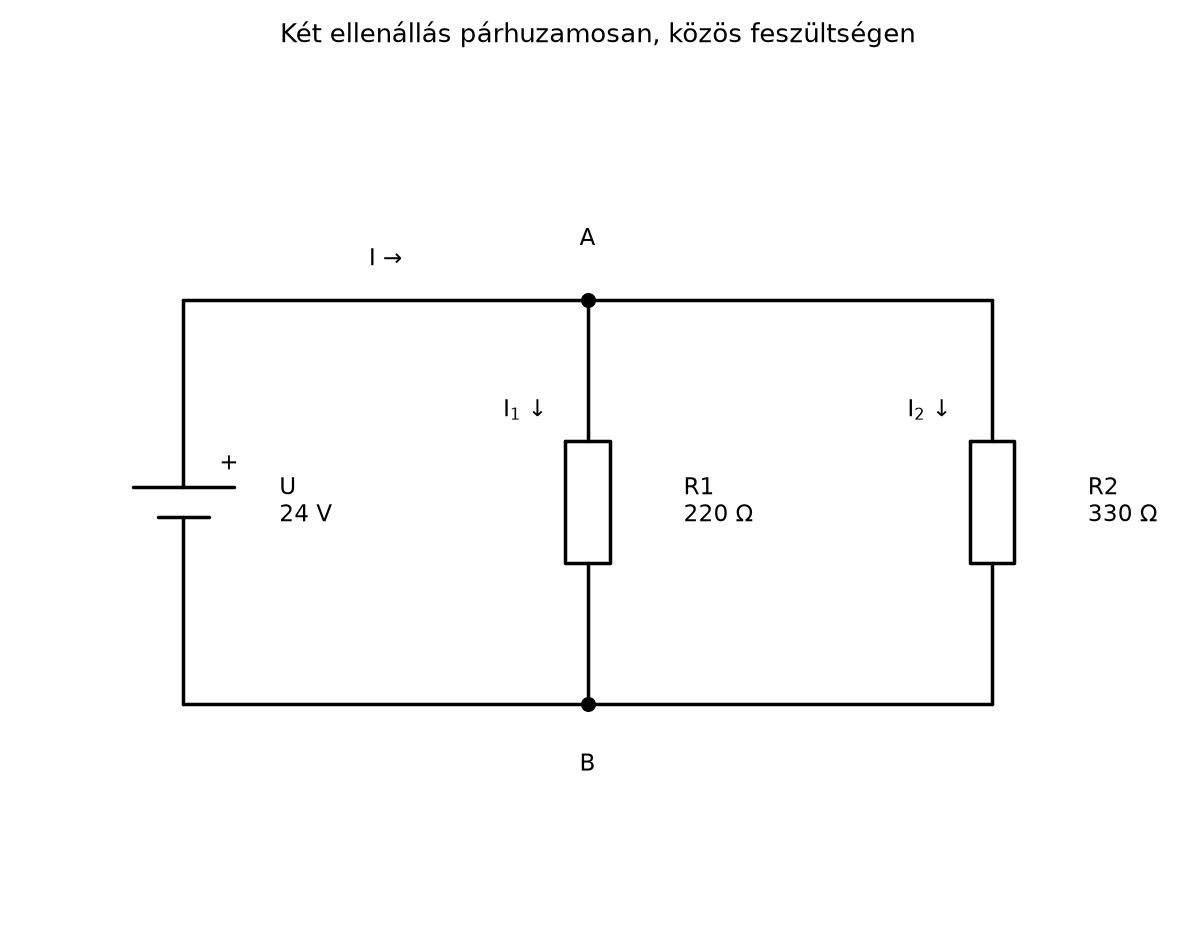 Két ellenállás párhuzamosan, közös feszültségen
A
I →
I₁ ↓
I₂ ↓
+
U
24 V
R1
220 Ω
R2
330 Ω
B